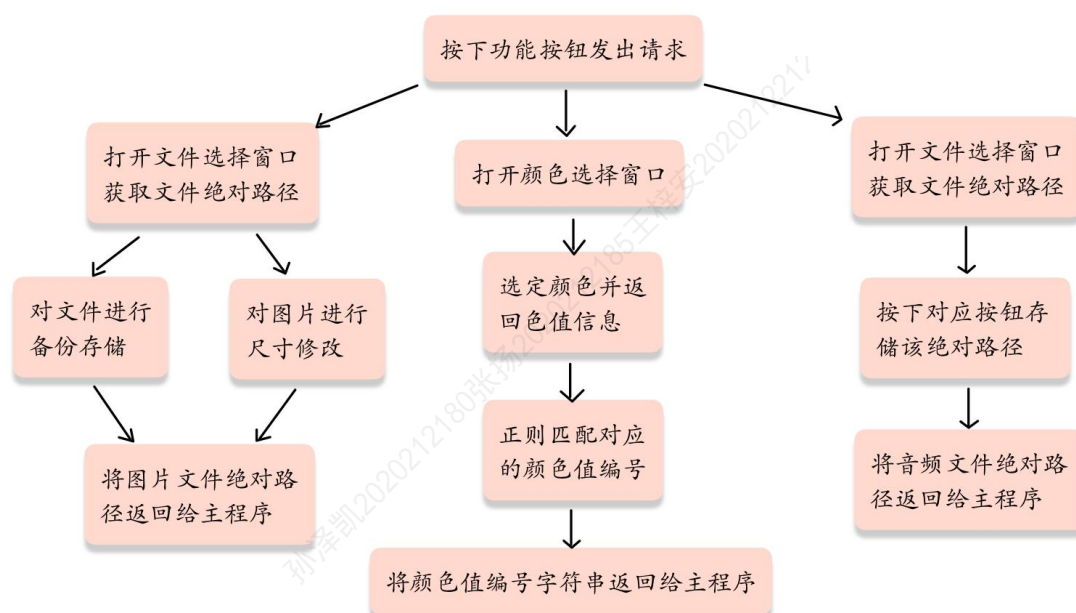 按下功能按钮发出请求
打开文件选择窗口
获取文件绝对路径
对文件进行
备份存储
对图片进行
尺寸修改
将图片文件绝对路
径返回给主程序
打开颜色选择窗口
选定颜色并返
回色值信息
正则匹配对应
的颜色值编号
将颜色值编号字符串返回给主程序
打开文件选择窗口
获取文件绝对路径
按下对应按钮存
储该绝对路径
将音频文件绝对路
径返回给主程序